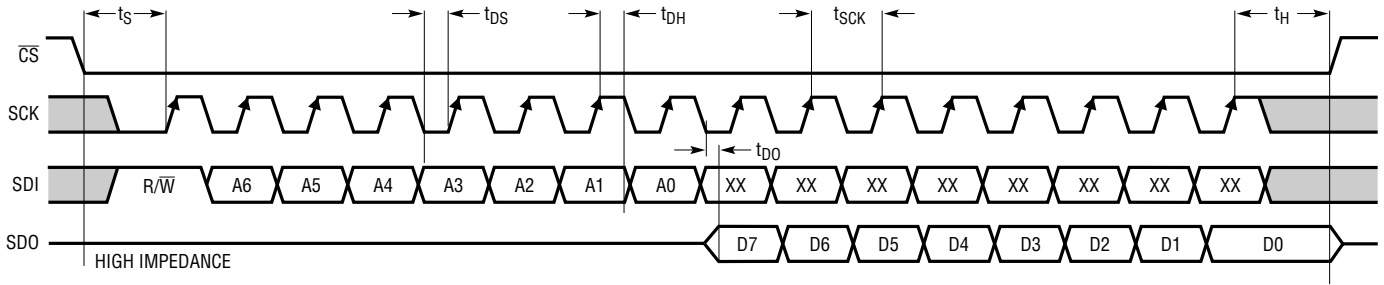 tS tDS tDH tSCK tH
C̅S̅
SCK
tDO
SDI R/W̅ A6 A5 A4 A3 A2 A1 A0 XX XX XX XX XX XX XX XX
SDO D7 D6 D5 D4 D3 D2 D1 D0
HIGH IMPEDANCE